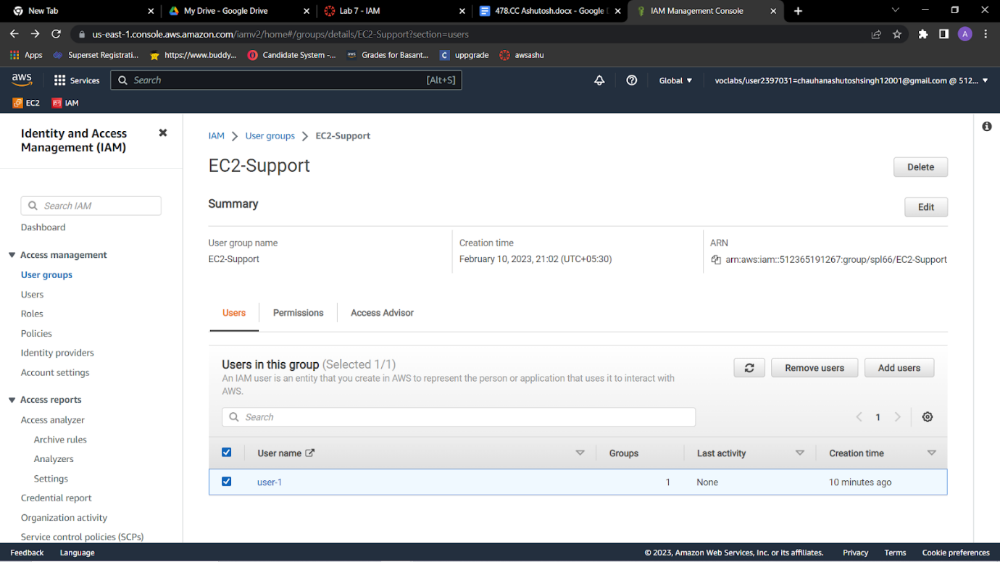 New Tab
My Drive - Google Drive
Lab 7 - IAM
478.CC Ashutosh.docx - Google
IAM Management Console
us-east-1.console.aws.amazon.com/iamv2/home#/groups/details/EC2-Support?section=users
A
Apps
Superset Registrati...
https://www.buddy...
Candidate System -...
aws
Grades for Basant...
C
uppgrade
awsashu
aws
Services
Search
[Alt+S]
Global
voclabs/user2397031=chauhanashutoshsingh12001@gmail.com @ 512...
EC2
IAM
Identity and Access
Management (IAM)
Search IAM
Dashboard
Access management
User groups
Users
Roles
Policies
Identity providers
Account settings
Access reports
Access analyzer
Archive rules
Analyzers
Settings
Credential report
Organization activity
Service control policies (SCPs)
IAM > User groups > EC2-Support
EC2-Support
Delete
Summary
Edit
User group name
EC2-Support
Creation time
February 10, 2023, 21:02 (UTC+05:30)
ARN
arn:aws:iam::512365191267:group/spl66/EC2-Support
Users
Permissions
Access Advisor
Users in this group (Selected 1/1)
An IAM user is an entity that you create in AWS to represent the person or application that uses it to interact with
AWS.
Remove users
Add users
Search
1
User name
Groups
Last activity
Creation time
user-1
1
None
10 minutes ago
Feedback
Language
© 2023, Amazon Web Services, Inc. or its affiliates.
Privacy
Terms
Cookie preferences